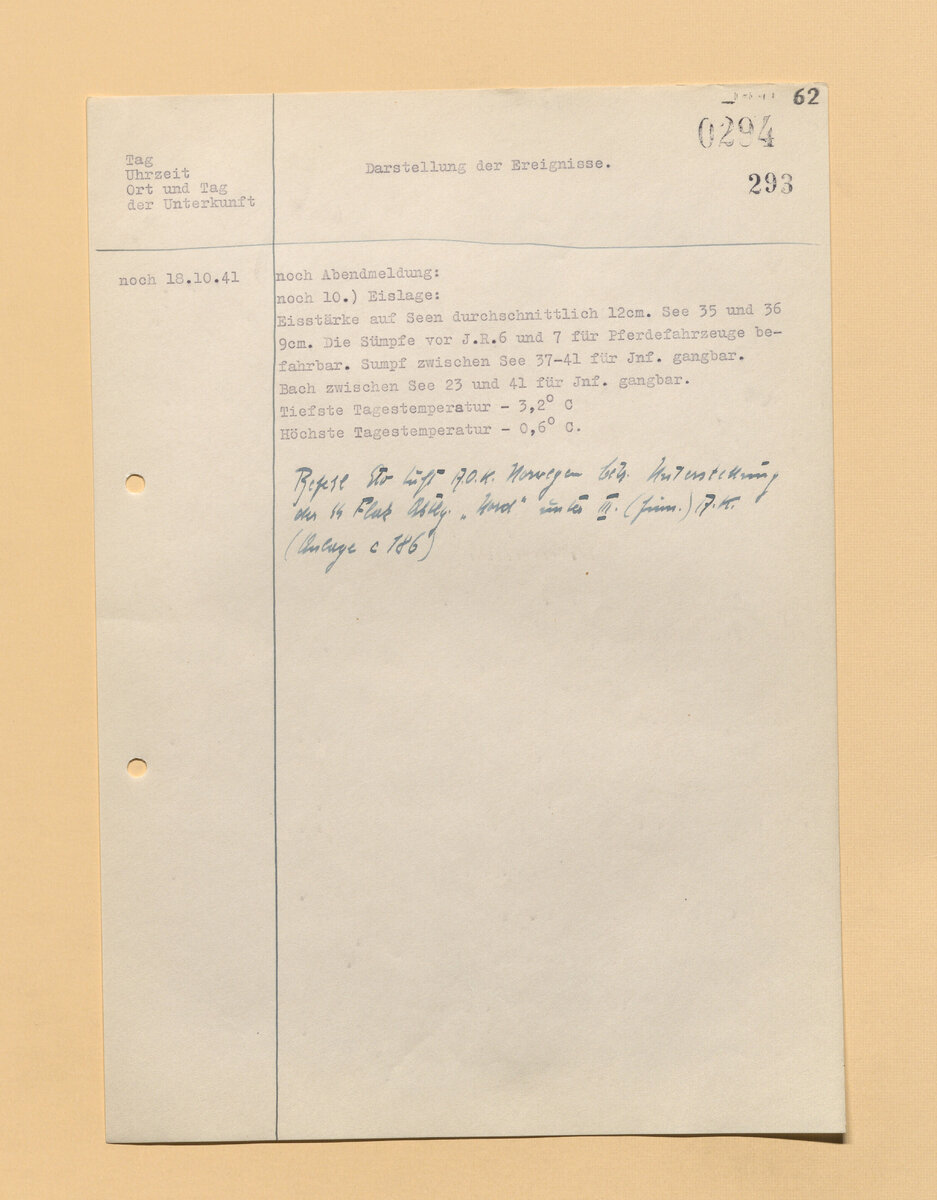 62
0294
293
Tag
Uhrzeit
Ort und Tag
der Unterkunft
Darstellung der Ereignisse.
noch 18.10.41
noch Abendmeldung:
noch 10.) Eislage:
Eisstärke auf Seen durchschnittlich 12cm. See 35 und 36
9cm. Die Sümpfe vor J.R.6 und 7 für Pferdefahrzeuge be-
fahrbar. Sumpf zwischen See 37-41 für Jnf. gangbar.
Bach zwischen See 23 und 41 für Jnf. gangbar.
Tiefste Tagestemperatur - 3,2° C
Höchste Tagestemperatur - 0,6° C.
Befehl Luft A.O.K. Norwegen betr. Unterstellung
der SS Flak Abtlg. „Nord" unter III. (finn.) A.K.
(Anlage c 186)